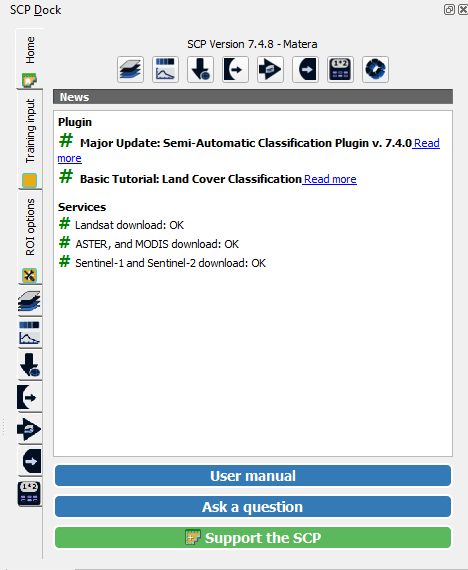 SCP Dock
Home
Training input
ROI options
SCP Version 7.4.8 - Matera
News
Plugin
# Major Update: Semi-Automatic Classification Plugin v. 7.4.0 Read
more
# Basic Tutorial: Land Cover Classification Read more
Services
# Landsat download: OK
# ASTER, and MODIS download: OK
# Sentinel-1 and Sentinel-2 download: OK
User manual
Ask a question
Support the SCP